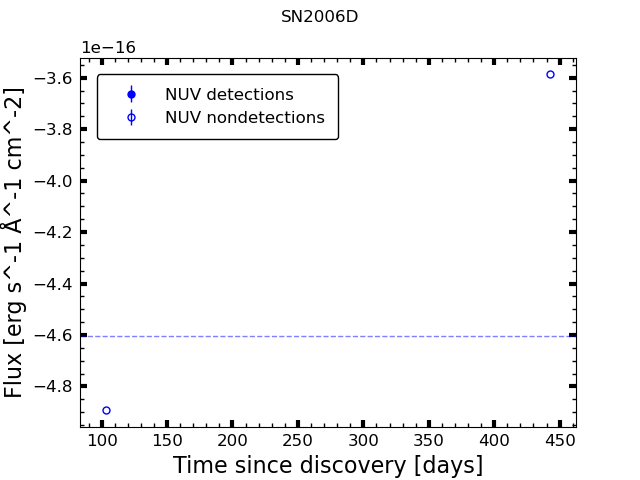 SN2006D
1e−16
−3.6
−3.8
−4.0
−4.2
−4.4
−4.6
−4.8
Flux [erg s^-1 Å^-1 cm^-2]
NUV detections
NUV nondetections
100 150 200 250 300 350 400 450
Time since discovery [days]